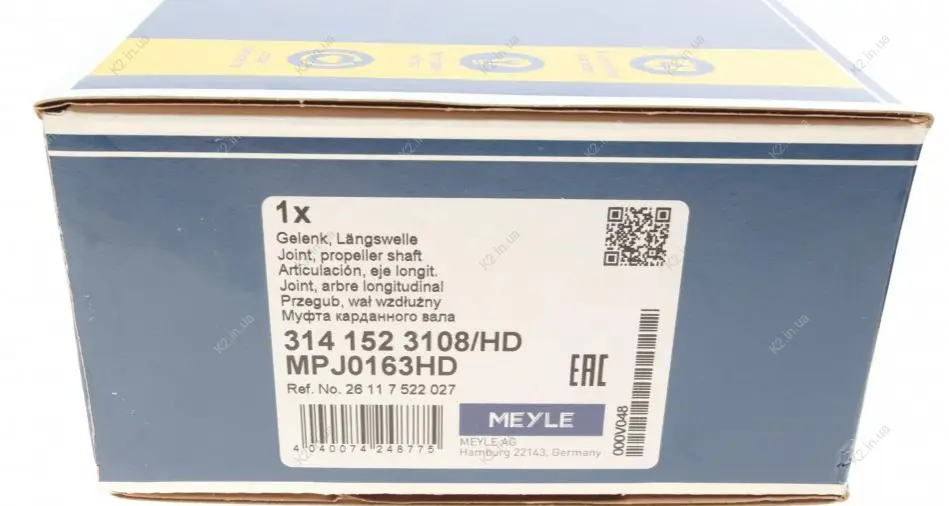 K2.in.ua
1x
Gelenk, Längswelle
Joint, propeller shaft
Articulación, eje longit.
Joint, arbre longitudinal
Przegub, wał wzdłużny
Муфта карданного вала
314 152 3108/HD
MPJ0163HD
Ref. No. 26 11 7 522 027
EAC
MEYLE
MEYLE AG
Hamburg 22143, Germany
4 040074 248775
000V048